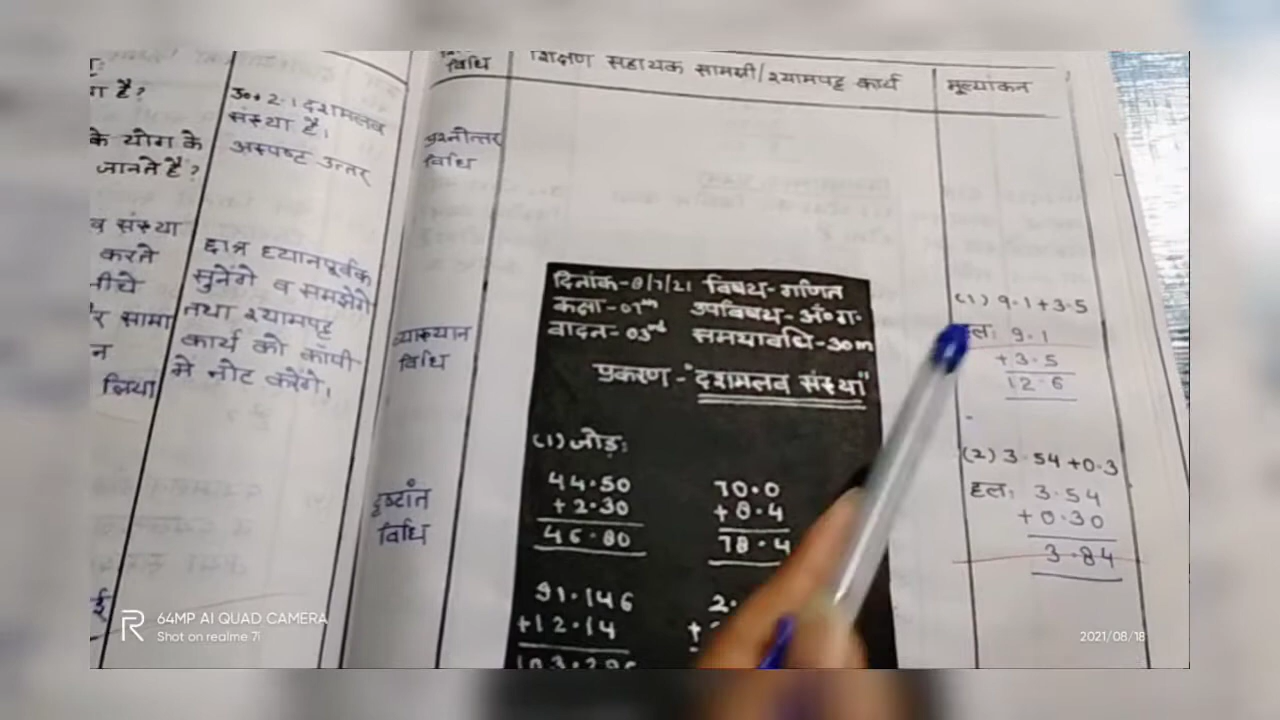 विधि
शिक्षण सहायक सामग्री/श्यामपट्ट कार्य
मूल्यांकन
है?
के योग के
जानते है?
व संख्या
करते
नीचे
सामा
न
लिया
ई
उ० 2.1 दशमलव
संख्या है।
अस्पष्ट उत्तर
छात्र ध्यानपूर्वक
सुनेंगे व समझेंगे
तथा श्यामपट्ट
कार्य को कॉपी
में नोट करेंगे।
प्रश्नोत्तर
विधि
व्याख्यान
विधि
दृष्टांत
विधि
दिनांक-8/7/21 विषय-गणित
कक्षा-07th उपविषय-अं०ग०
वादन-03rd समयावधि-30m
प्रकरण-"दशमलव संख्या"
(1) जोड़:
44.50
+2.30
46.80
70.0
+8.4
78.4
91.146
+12.14
2.
+
(1) 9.1+3.5
हल: 9.1
+3.5
12.6
(2) 3.54+0.3
हल: 3.54
+0.30
3.84
64MP AI QUAD CAMERA
Shot on realme 7i
2021/08/18